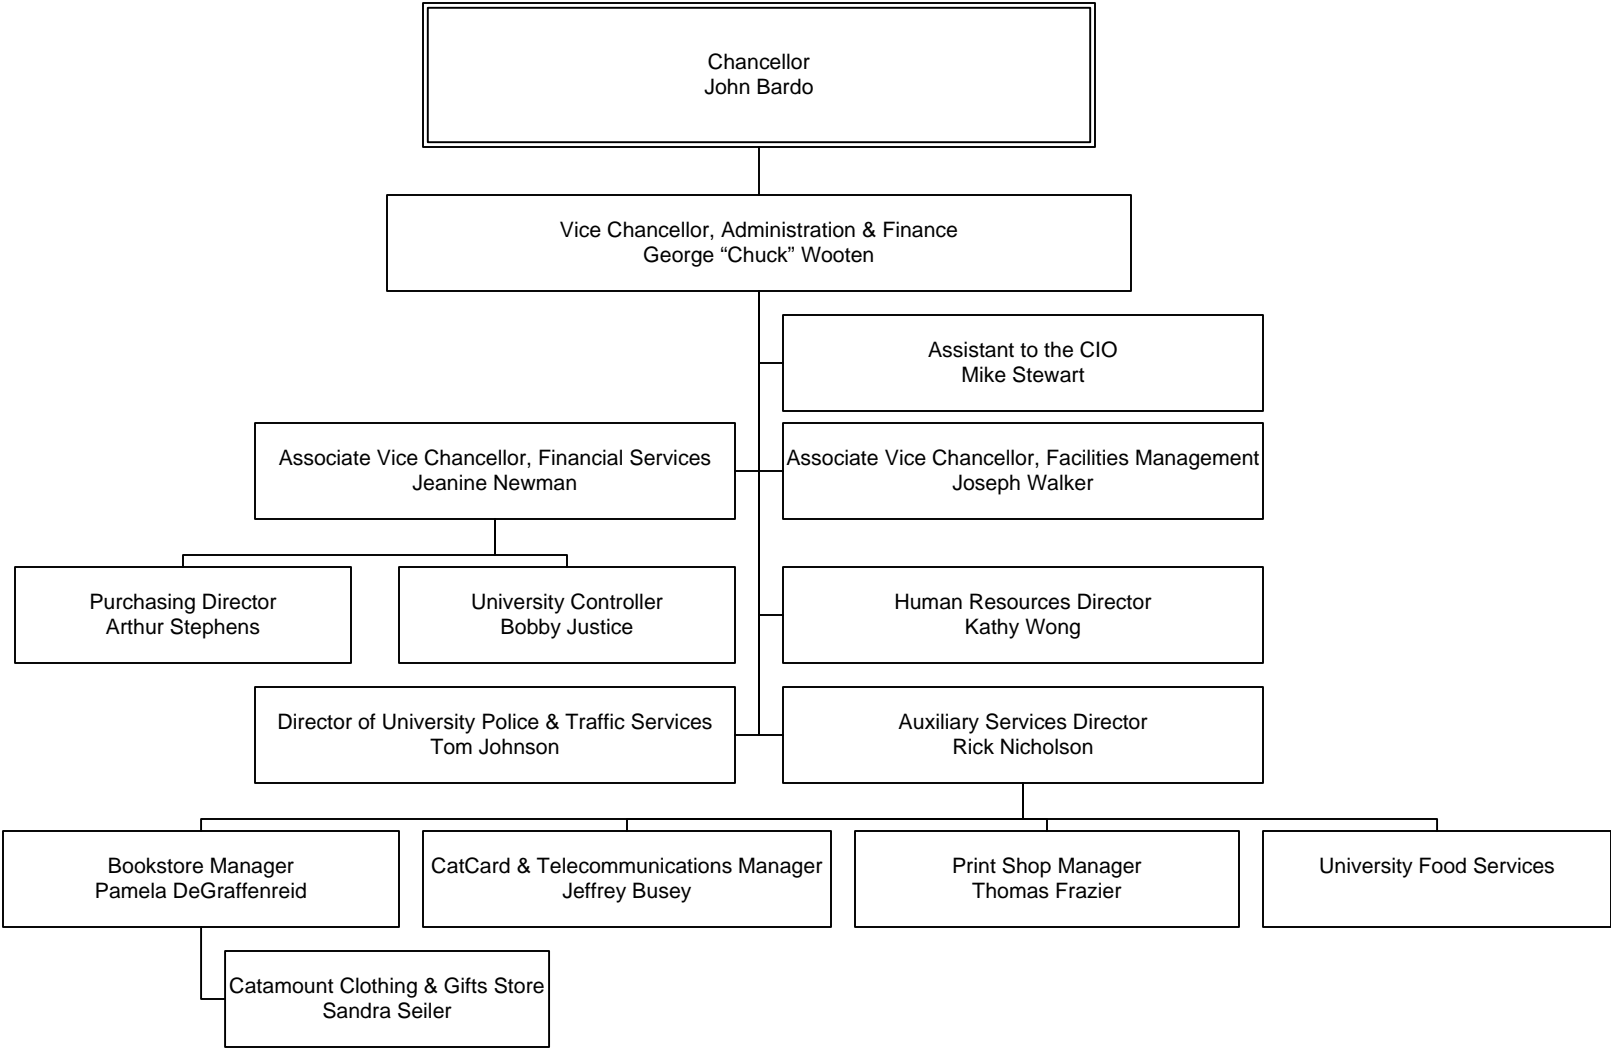 Chancellor
John Bardo
Vice Chancellor, Administration & Finance
George “Chuck” Wooten
Assistant to the CIO
Mike Stewart
Associate Vice Chancellor, Financial Services
Jeanine Newman
Associate Vice Chancellor, Facilities Management
Joseph Walker
Purchasing Director
Arthur Stephens
University Controller
Bobby Justice
Human Resources Director
Kathy Wong
Director of University Police & Traffic Services
Tom Johnson
Auxiliary Services Director
Rick Nicholson
Bookstore Manager
Pamela DeGraffenreid
CatCard & Telecommunications Manager
Jeffrey Busey
Print Shop Manager
Thomas Frazier
University Food Services
Catamount Clothing & Gifts Store
Sandra Seiler